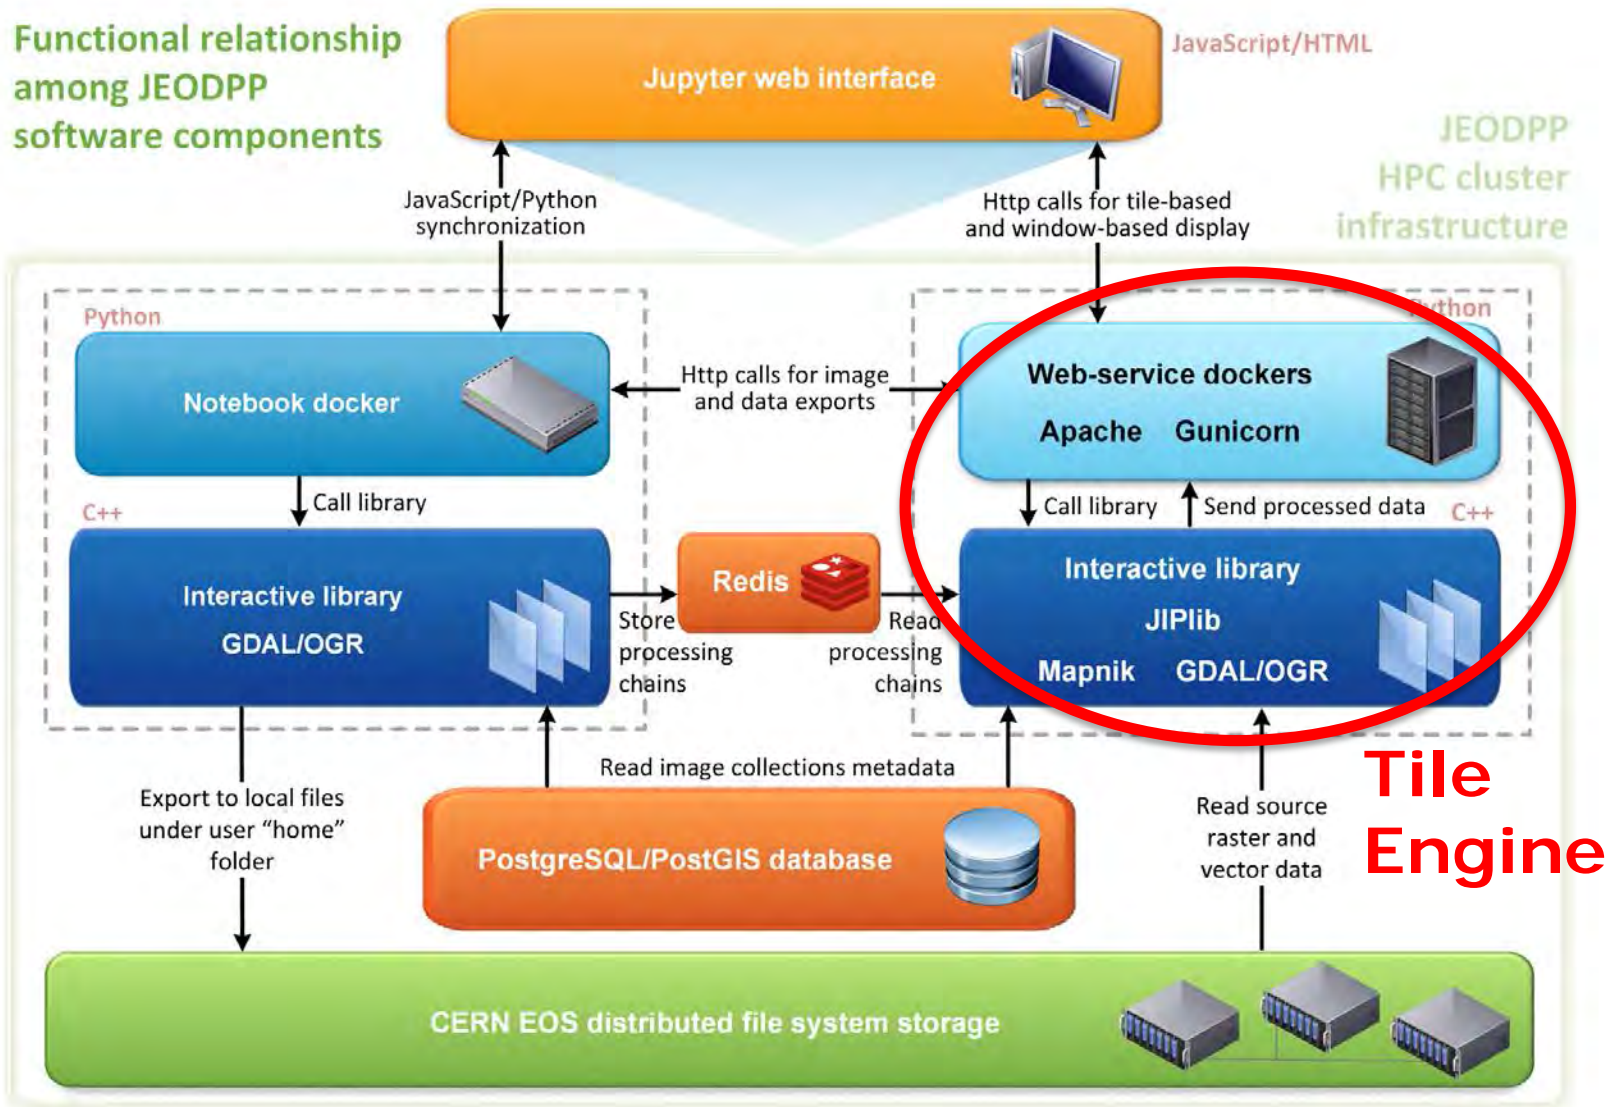 Functional relationship
among JEODPP
software components
Jupyter web interface
JavaScript/HTML
JEODPP
HPC cluster
infrastructure
JavaScript/Python
synchronization
Http calls for tile-based
and window-based display
Python
Python
Notebook docker
Http calls for image
and data exports
Web-service dockers
Apache Gunicorn
Call library
Call library
Send processed data
C++
C++
Interactive library
GDAL/OGR
Redis
Interactive library
JIPlib
Mapnik GDAL/OGR
Store
processing
chains
Read
processing
chains
Read image collections metadata
Export to local files
under user “home”
folder
PostgreSQL/PostGIS database
Read source
raster and
vector data
Tile
Engine
CERN EOS distributed file system storage